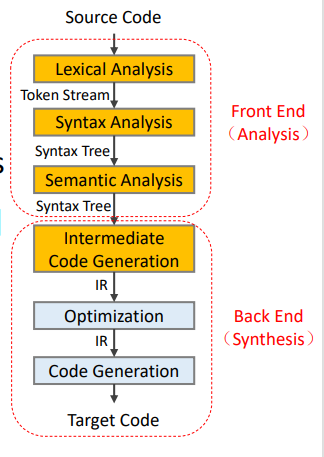 Source Code
Lexical Analysis
Token Stream
Syntax Analysis
Syntax Tree
Semantic Analysis
Syntax Tree
Front End
（Analysis）
Intermediate
Code Generation
IR
Optimization
IR
Code Generation
Back End
（Synthesis）
Target Code
s